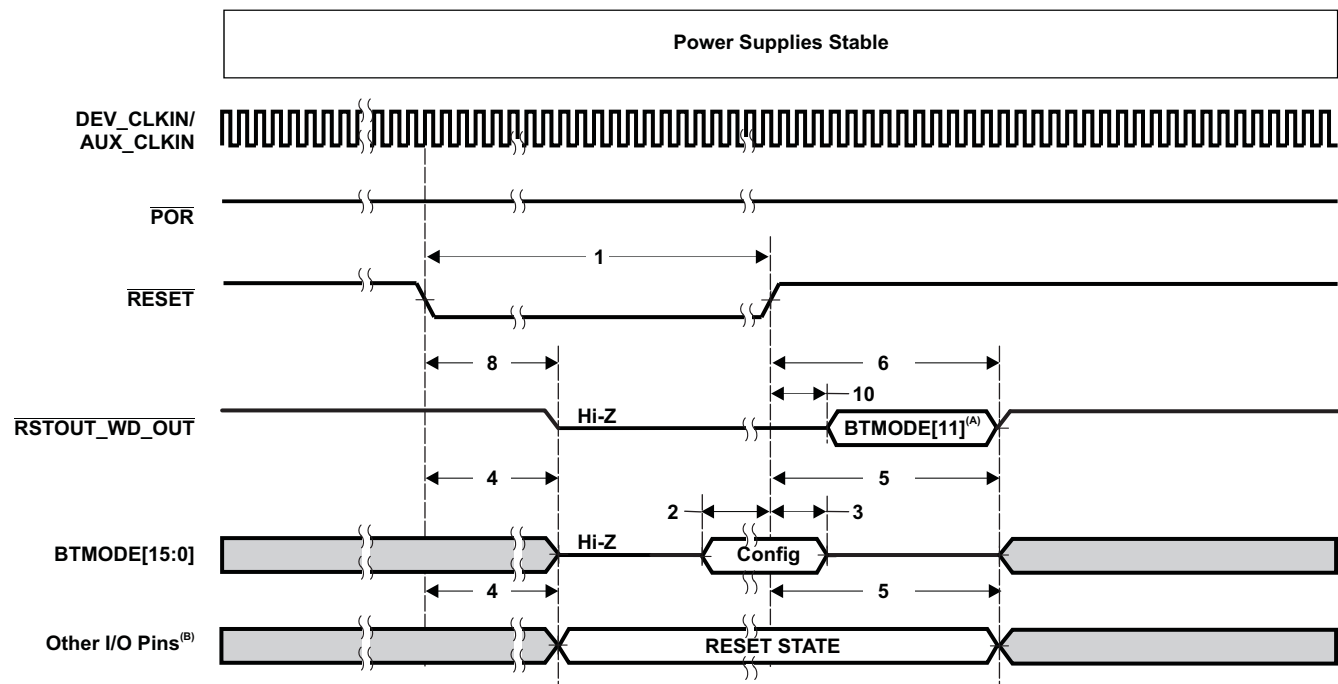 Power Supplies Stable
DEV_CLKIN/
AUX_CLKIN
POR
1
RESET
8
6
10
RSTOUT_WD_OUT
Hi-Z
BTMODE[11](A)
4
5
2
3
BTMODE[15:0]
Hi-Z
Config
4
5
Other I/O Pins(B)
RESET STATE